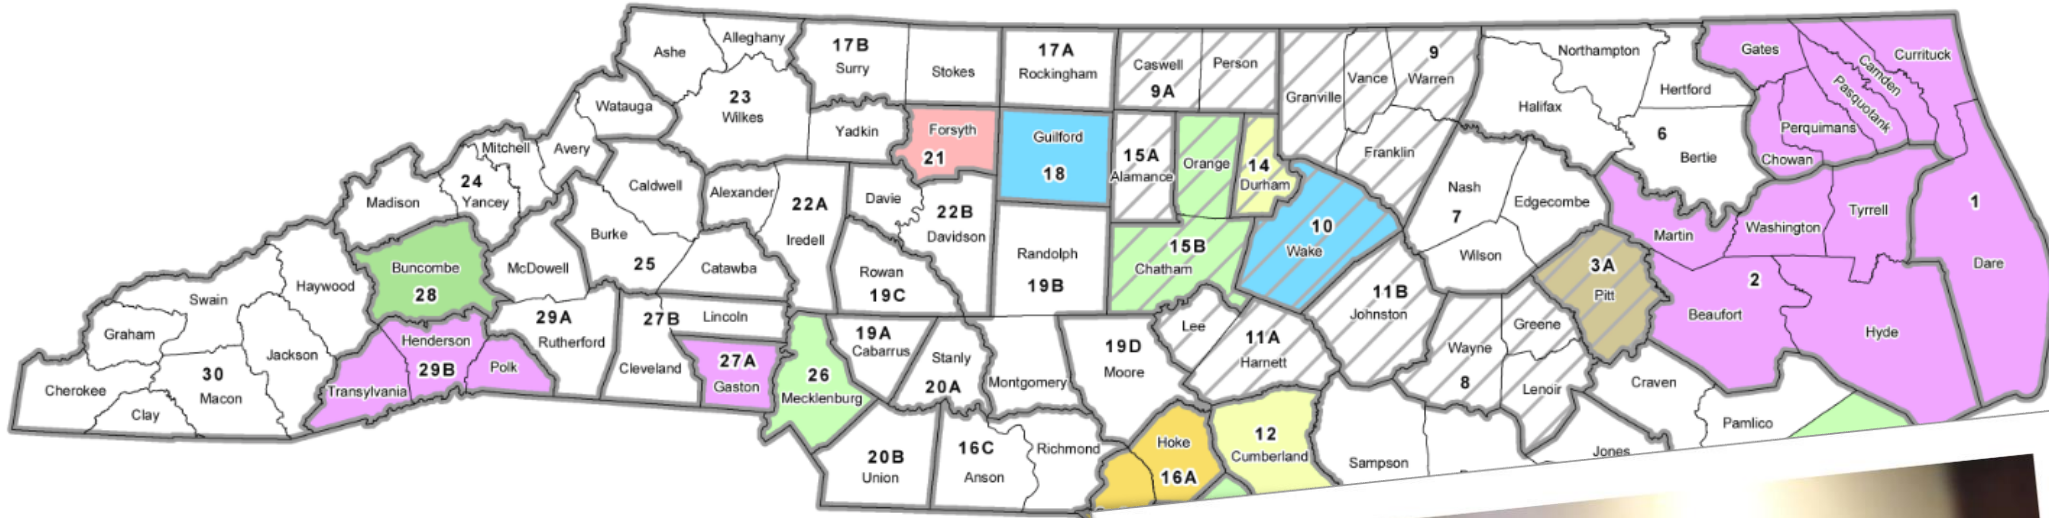 Ashe
Alleghany
17B
Surry
Stokes
17A
Rockingham
Caswell
9A
Person
Granville
Vance
9
Warren
Northampton
Gates
Currituck
Camden
Pasquotank
Perquimans
Chowan
Hertford
Halifax
6
Bertie
Watauga
23
Wilkes
Yadkin
Forsyth
21
Guilford
18
15A
Alamance
Orange
14
Durham
Franklin
Mitchell
Avery
24
Yancey
Madison
Caldwell
Alexander
22A
Iredell
Davie
22B
Davidson
Randolph
19B
15B
Chatham
10
Wake
Nash
7
Edgecombe
Wilson
Martin
Washington
Tyrrell
1
Dare
Buncombe
28
McDowell
Burke
25
Catawba
Rowan
19C
Haywood
Swain
Graham
Jackson
30
Macon
Cherokee
Clay
Henderson
29B
Transylvania
Polk
29A
Rutherford
27B
Lincoln
Cleveland
27A
Gaston
26
Mecklenburg
19A
Cabarrus
Stanly
20A
Montgomery
19D
Moore
Lee
11A
Harnett
11B
Johnston
3A
Pitt
Greene
Wayne
8
Lenoir
2
Beaufort
Hyde
Craven
Pamlico
Jones
20B
Union
16C
Anson
Richmond
Hoke
16A
12
Cumberland
Sampson